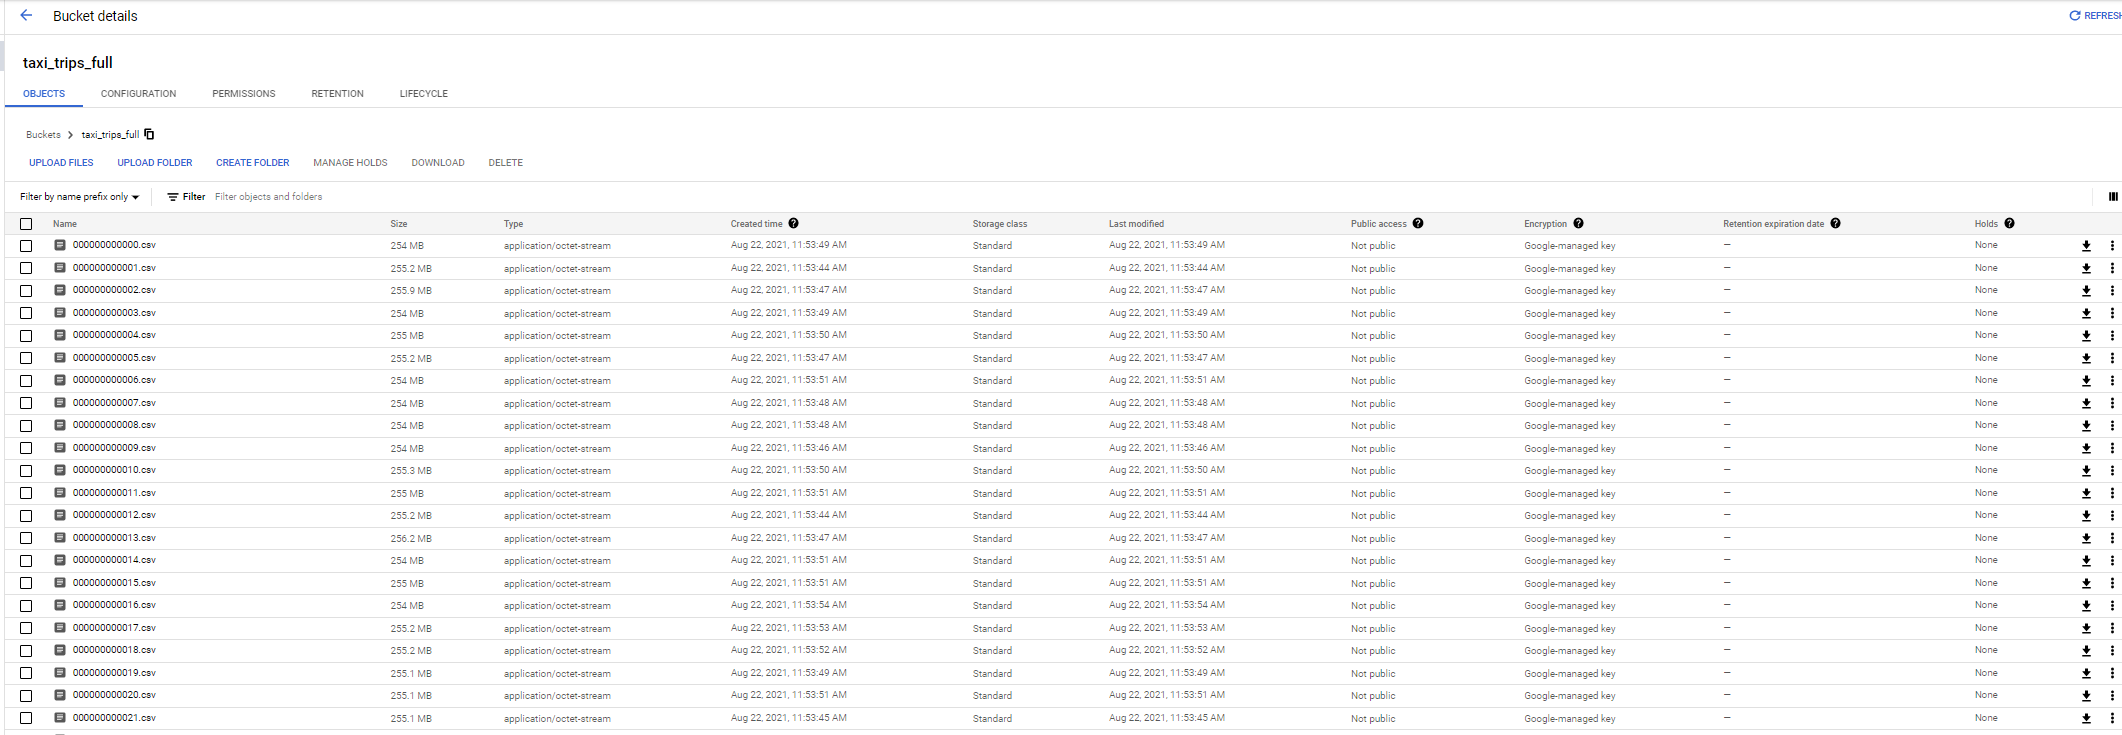 Bucket details REFRESH
taxi_trips_full
OBJECTS CONFIGURATION PERMISSIONS RETENTION LIFECYCLE
Buckets > taxi_trips_full
UPLOAD FILES UPLOAD FOLDER CREATE FOLDER MANAGE HOLDS DOWNLOAD DELETE
Filter by name prefix only Filter Filter objects and folders
Name Size Type Created time Storage class Last modified Public access Encryption Retention expiration date Holds
000000000000.csv 254 MB application/octet-stream Aug 22, 2021, 11:53:49 AM Standard Aug 22, 2021, 11:53:49 AM Not public Google-managed key — None
000000000001.csv 255.2 MB application/octet-stream Aug 22, 2021, 11:53:44 AM Standard Aug 22, 2021, 11:53:44 AM Not public Google-managed key — None
000000000002.csv 255.9 MB application/octet-stream Aug 22, 2021, 11:53:47 AM Standard Aug 22, 2021, 11:53:47 AM Not public Google-managed key — None
000000000003.csv 254 MB application/octet-stream Aug 22, 2021, 11:53:49 AM Standard Aug 22, 2021, 11:53:49 AM Not public Google-managed key — None
000000000004.csv 255 MB application/octet-stream Aug 22, 2021, 11:53:50 AM Standard Aug 22, 2021, 11:53:50 AM Not public Google-managed key — None
000000000005.csv 255.2 MB application/octet-stream Aug 22, 2021, 11:53:47 AM Standard Aug 22, 2021, 11:53:47 AM Not public Google-managed key — None
000000000006.csv 254 MB application/octet-stream Aug 22, 2021, 11:53:51 AM Standard Aug 22, 2021, 11:53:51 AM Not public Google-managed key — None
000000000007.csv 254 MB application/octet-stream Aug 22, 2021, 11:53:48 AM Standard Aug 22, 2021, 11:53:48 AM Not public Google-managed key — None
000000000008.csv 254 MB application/octet-stream Aug 22, 2021, 11:53:48 AM Standard Aug 22, 2021, 11:53:48 AM Not public Google-managed key — None
000000000009.csv 254 MB application/octet-stream Aug 22, 2021, 11:53:46 AM Standard Aug 22, 2021, 11:53:46 AM Not public Google-managed key — None
000000000010.csv 255.3 MB application/octet-stream Aug 22, 2021, 11:53:50 AM Standard Aug 22, 2021, 11:53:50 AM Not public Google-managed key — None
000000000011.csv 255 MB application/octet-stream Aug 22, 2021, 11:53:51 AM Standard Aug 22, 2021, 11:53:51 AM Not public Google-managed key — None
000000000012.csv 255.2 MB application/octet-stream Aug 22, 2021, 11:53:44 AM Standard Aug 22, 2021, 11:53:44 AM Not public Google-managed key — None
000000000013.csv 256.2 MB application/octet-stream Aug 22, 2021, 11:53:47 AM Standard Aug 22, 2021, 11:53:47 AM Not public Google-managed key — None
000000000014.csv 254 MB application/octet-stream Aug 22, 2021, 11:53:51 AM Standard Aug 22, 2021, 11:53:51 AM Not public Google-managed key — None
000000000015.csv 255 MB application/octet-stream Aug 22, 2021, 11:53:51 AM Standard Aug 22, 2021, 11:53:51 AM Not public Google-managed key — None
000000000016.csv 254 MB application/octet-stream Aug 22, 2021, 11:53:54 AM Standard Aug 22, 2021, 11:53:54 AM Not public Google-managed key — None
000000000017.csv 255.2 MB application/octet-stream Aug 22, 2021, 11:53:53 AM Standard Aug 22, 2021, 11:53:53 AM Not public Google-managed key — None
000000000018.csv 255.2 MB application/octet-stream Aug 22, 2021, 11:53:52 AM Standard Aug 22, 2021, 11:53:52 AM Not public Google-managed key — None
000000000019.csv 255.1 MB application/octet-stream Aug 22, 2021, 11:53:49 AM Standard Aug 22, 2021, 11:53:49 AM Not public Google-managed key — None
000000000020.csv 255.1 MB application/octet-stream Aug 22, 2021, 11:53:51 AM Standard Aug 22, 2021, 11:53:51 AM Not public Google-managed key — None
000000000021.csv 255.1 MB application/octet-stream Aug 22, 2021, 11:53:45 AM Standard Aug 22, 2021, 11:53:45 AM Not public Google-managed key — None